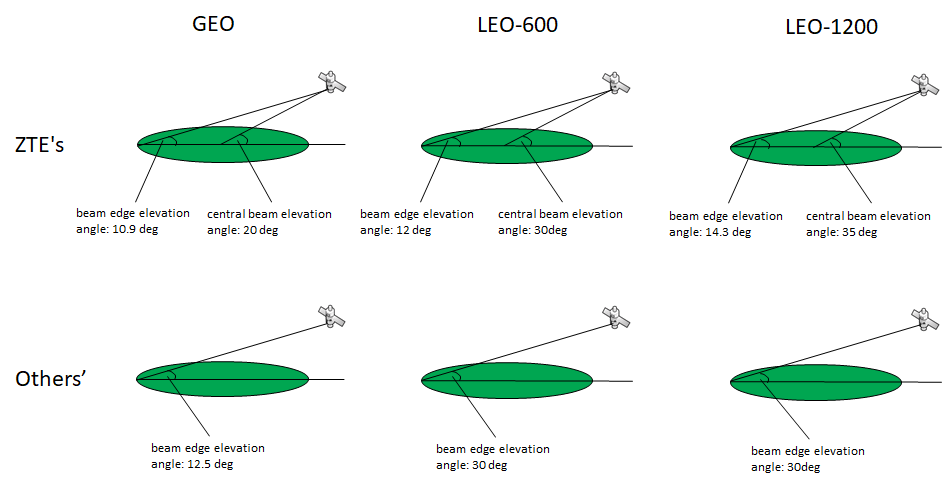 GEO
LEO-600
LEO-1200
ZTE's
beam edge elevation
angle: 10.9 deg
central beam elevation
angle: 20 deg
beam edge elevation
angle: 12 deg
central beam elevation
angle: 30deg
beam edge elevation
angle: 14.3 deg
central beam elevation
angle: 35 deg
Others’
beam edge elevation
angle: 12.5 deg
beam edge elevation
angle: 30 deg
beam edge elevation
angle: 30deg